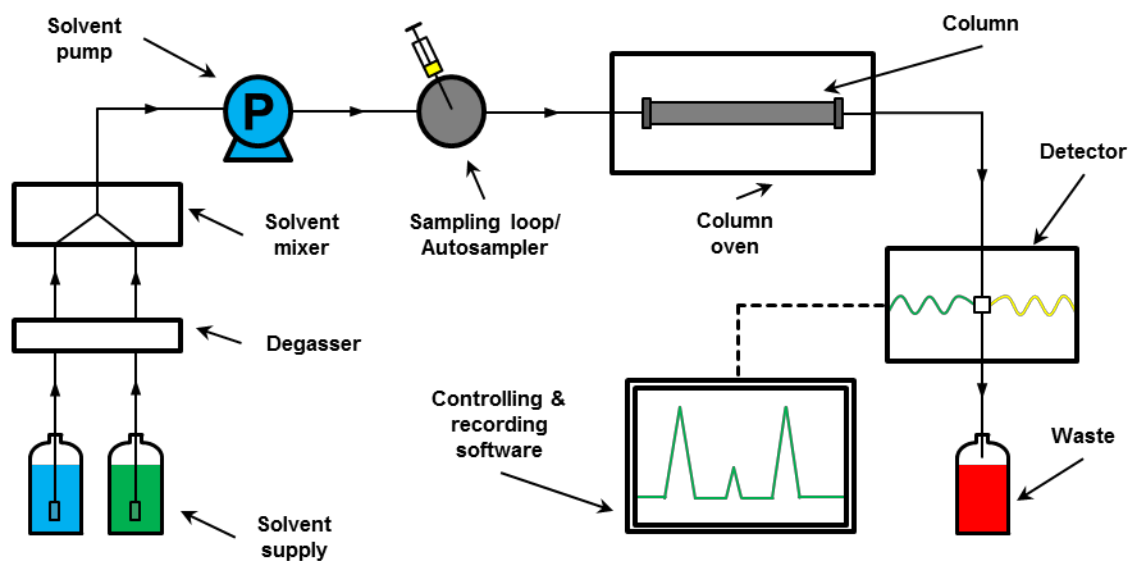 Solvent
pump
P
Column
Detector
Solvent
mixer
Sampling loop/
Autosampler
Column
oven
Degasser
Controlling &
recording
software
Waste
Solvent
supply